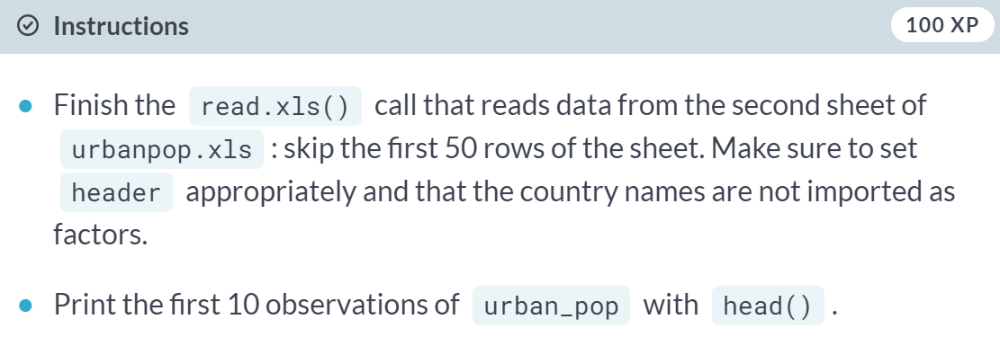 Instructions 100 XP
Finish the read.xls() call that reads data from the second sheet of
urbanpop.xls : skip the first 50 rows of the sheet. Make sure to set
header appropriately and that the country names are not imported as
factors.
Print the first 10 observations of urban_pop with head() .